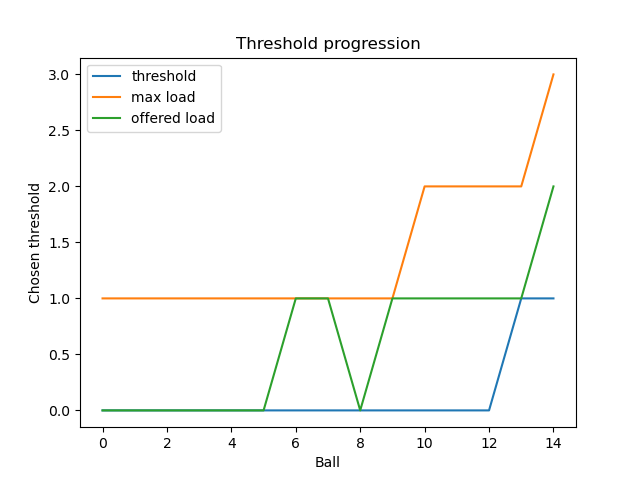 Threshold progression
threshold
max load
offered load
Chosen threshold
3.0
2.5
2.0
1.5
1.0
0.5
0.0
0 2 4 6 8 10 12 14
Ball